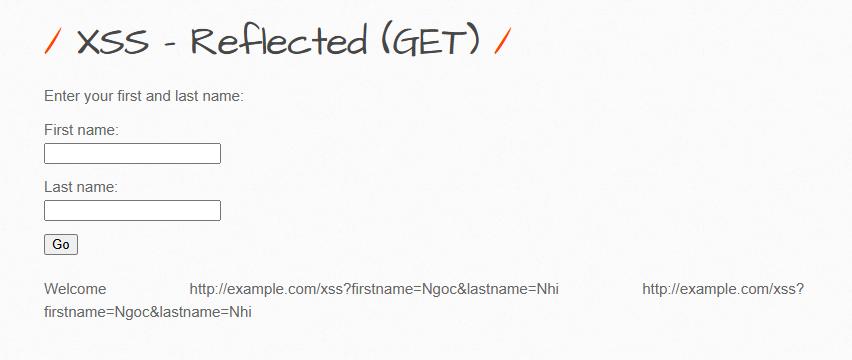 / XSS - Reflected (GET) /
Enter your first and last name:
First name:
Last name:
Go
Welcome http://example.com/xss?firstname=Ngoc&lastname=Nhi http://example.com/xss?
firstname=Ngoc&lastname=Nhi